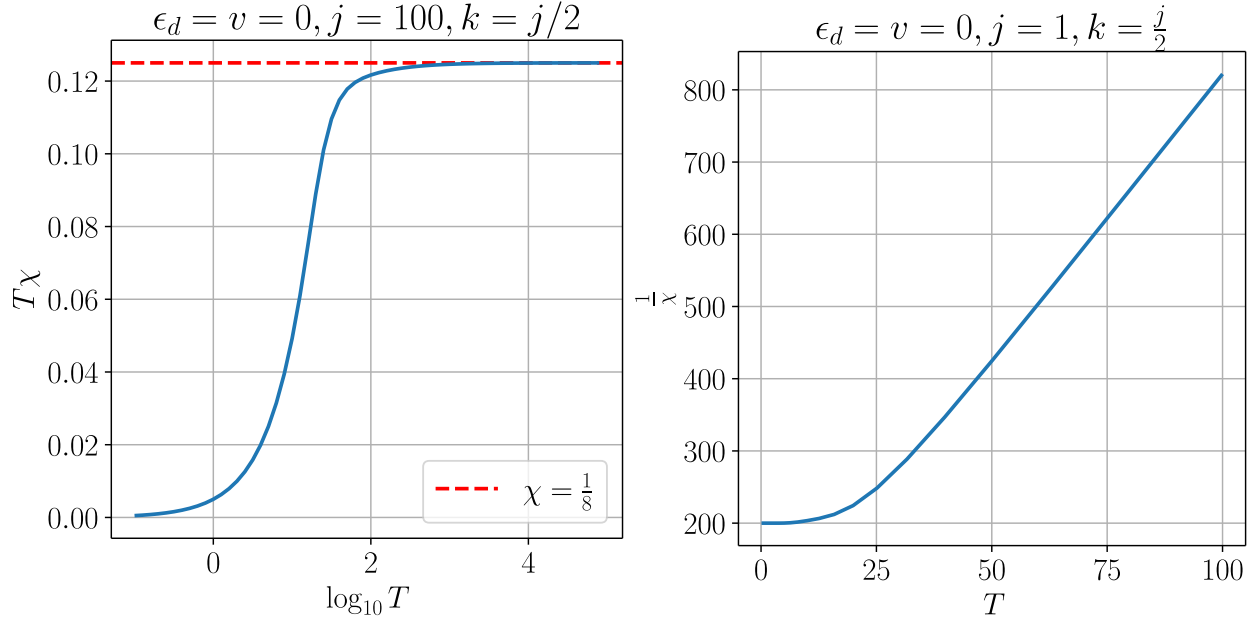 ϵ_d = v = 0, j = 100, k = j/2
Tχ
0.12
0.10
0.08
0.06
0.04
0.02
0.00
χ = 1/8
0 2 4
log₁₀ T
ϵ_d = v = 0, j = 1, k = j/2
1/χ
800
700
600
500
400
300
200
0 25 50 75 100
T